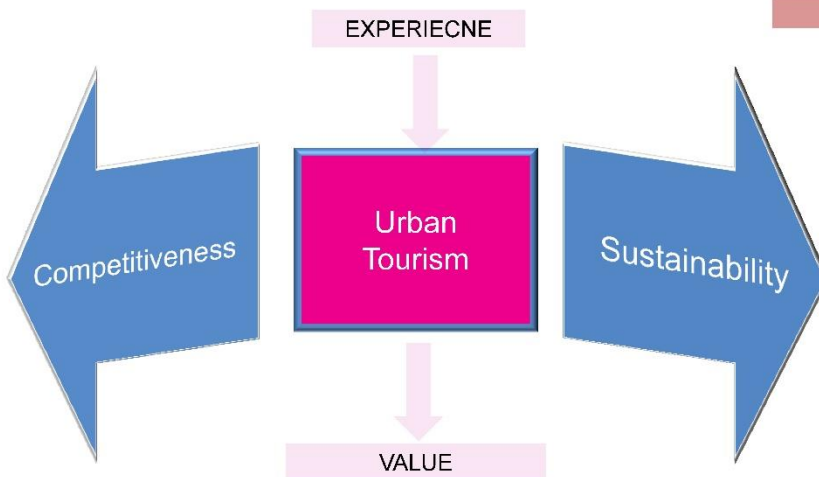 EXPERIECNE
Urban
Tourism
Competitiveness
Sustainability
VALUE